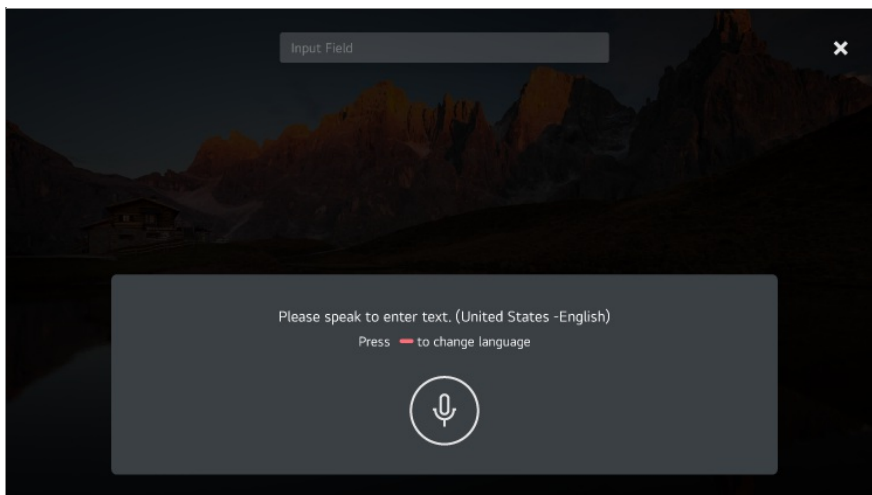 Input Field
Please speak to enter text. (United States -English)
Press to change language